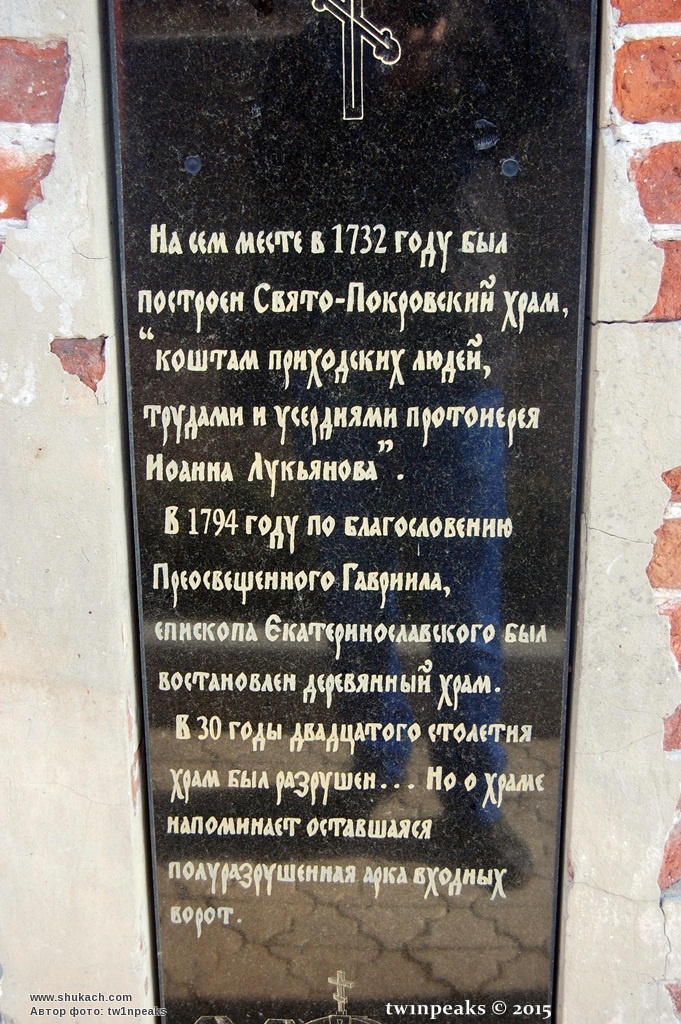 На сем месте в 1732 году был
построен Свято-Покровский храм,
“коштам приходских людей,
трудами и усердиями протоиерея
Иоанна Лукьянова”.
В 1794 году по благословению
Преосвещенного Гавриила,
епископа Екатеринославского был
востановлен деревянный храм.
В 30 годы двадцатого столетия
храм был разрушен... Но о храме
напоминает оставшаяся
полуразрушенная арка входных
ворот.
www.shukach.com
Автор фото: tw1npeaks
tw1npeaks © 2015